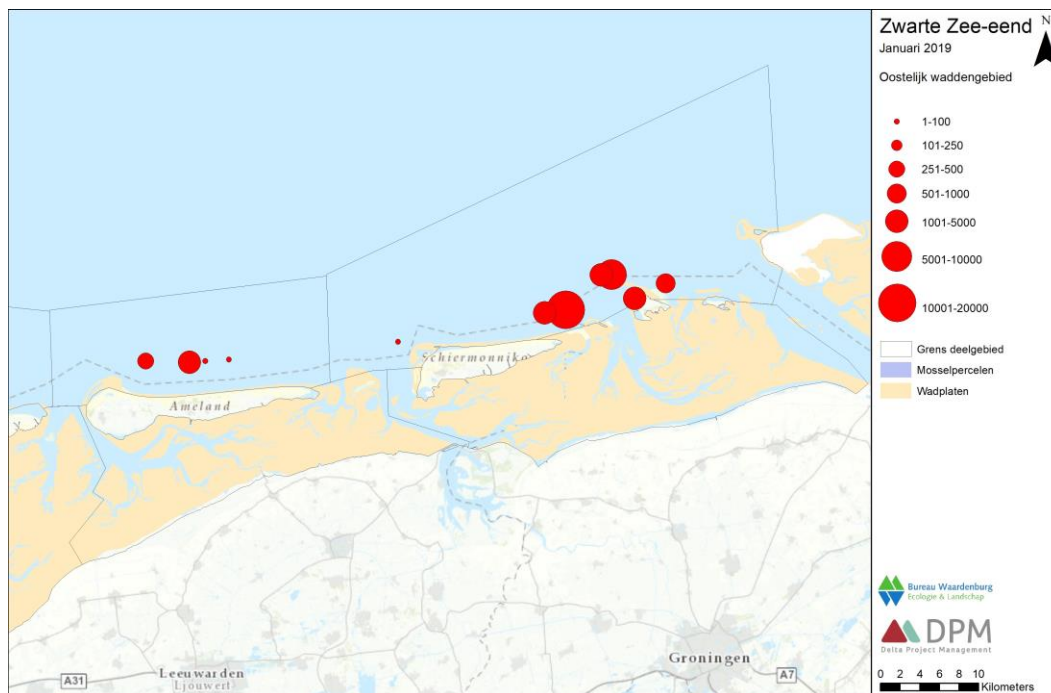 Zwarte Zee-eend
N
Januari 2019
Oostelijk waddengebied
1-100
101-250
251-500
501-1000
1001-5000
5001-10000
10001-20000
Grens deelgebied
Mosselpercelen
Wadplaten
Schiermonniko
Ameland
Bureau Waardenburg
Ecologie & Landschap
DPM
Delta Project Management
Groningen
Leeuwarden
Ljouwert
A31
A7
0 2 4 6 8 10
Kilometers